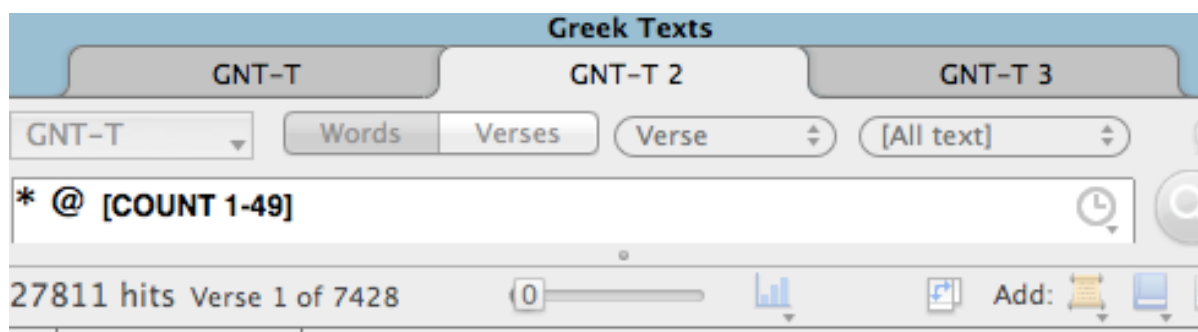 Greek Texts
GNT-T GNT-T 2 GNT-T 3
GNT-T Words Verses Verse [All text]
* @ [COUNT 1-49]
27811 hits Verse 1 of 7428 0 Add: